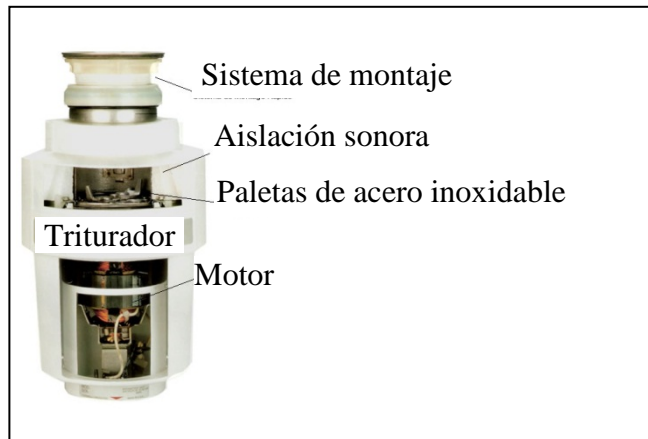 Sistema de montaje
Aislación sonora
Paletas de acero inoxidable
Triturador
Motor